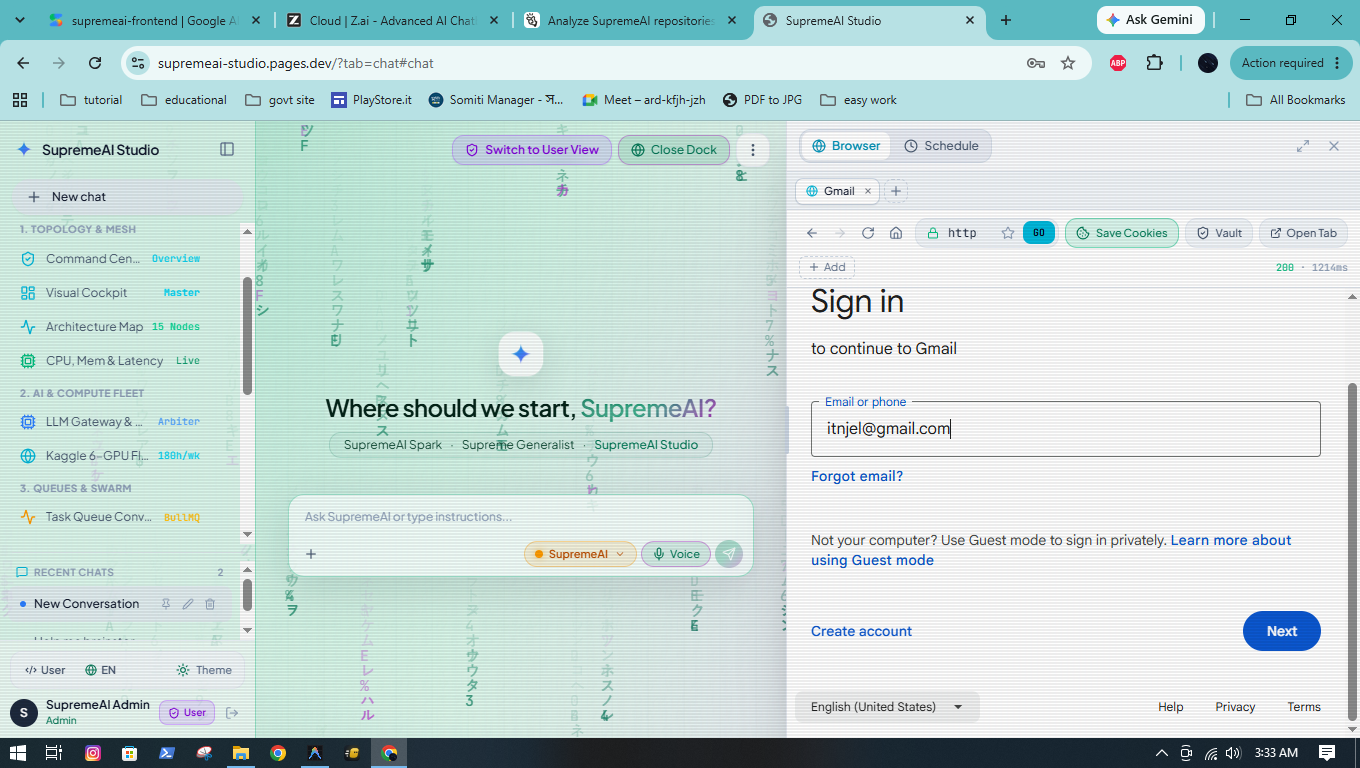 supremeai-frontend | Google AI
Cloud | Z.ai - Advanced AI Chat
Analyze SupremeAI repositories
SupremeAI Studio
Ask Gemini
supremeai-studio.pages.dev/?tab=chat#chat
ABP
Action required
tutorial
educational
govt site
PlayStore.it
Somiti Manager - স...
Meet – ard-kfjh-jzh
PDF to JPG
easy work
All Bookmarks
SupremeAI Studio
New chat
1. TOPOLOGY & MESH
Command Cen... Overview
Visual Cockpit Master
Architecture Map 15 Nodes
CPU, Mem & Latency Live
2. AI & COMPUTE FLEET
LLM Gateway & ... Arbiter
Kaggle 6-GPU Fl... 180h/wk
3. QUEUES & SWARM
Task Queue Conv... BullMQ
RECENT CHATS 2
New Conversation
User
EN
Theme
S
SupremeAI Admin
Admin
User
Switch to User View
Close Dock
Where should we start, SupremeAI?
SupremeAI Spark · Supreme Generalist · SupremeAI Studio
Ask SupremeAI or type instructions...
SupremeAI
Voice
Browser
Schedule
Gmail
http
GO
Save Cookies
Vault
Open Tab
Add
200 · 1214ms
Sign in
to continue to Gmail
Email or phone
itnjel@gmail.com
Forgot email?
Not your computer? Use Guest mode to sign in privately. Learn more about
using Guest mode
Create account
Next
English (United States)
Help
Privacy
Terms
3:33 AM